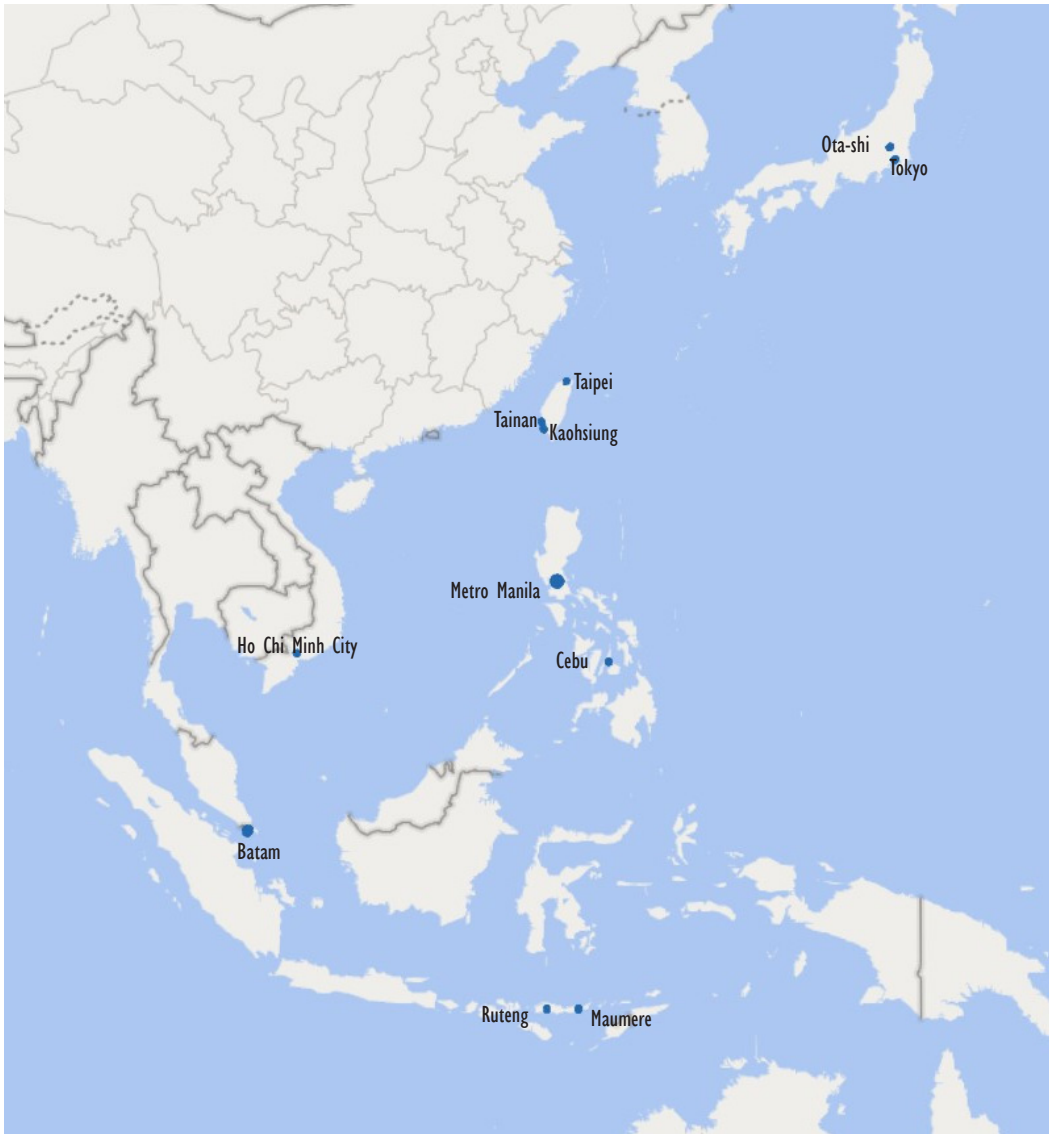 Ota-shi
Tokyo
Taipei
Tainan
Kaohsiung
Metro Manila
Ho Chi Minh City
Cebu
Batam
Ruteng
Maumere